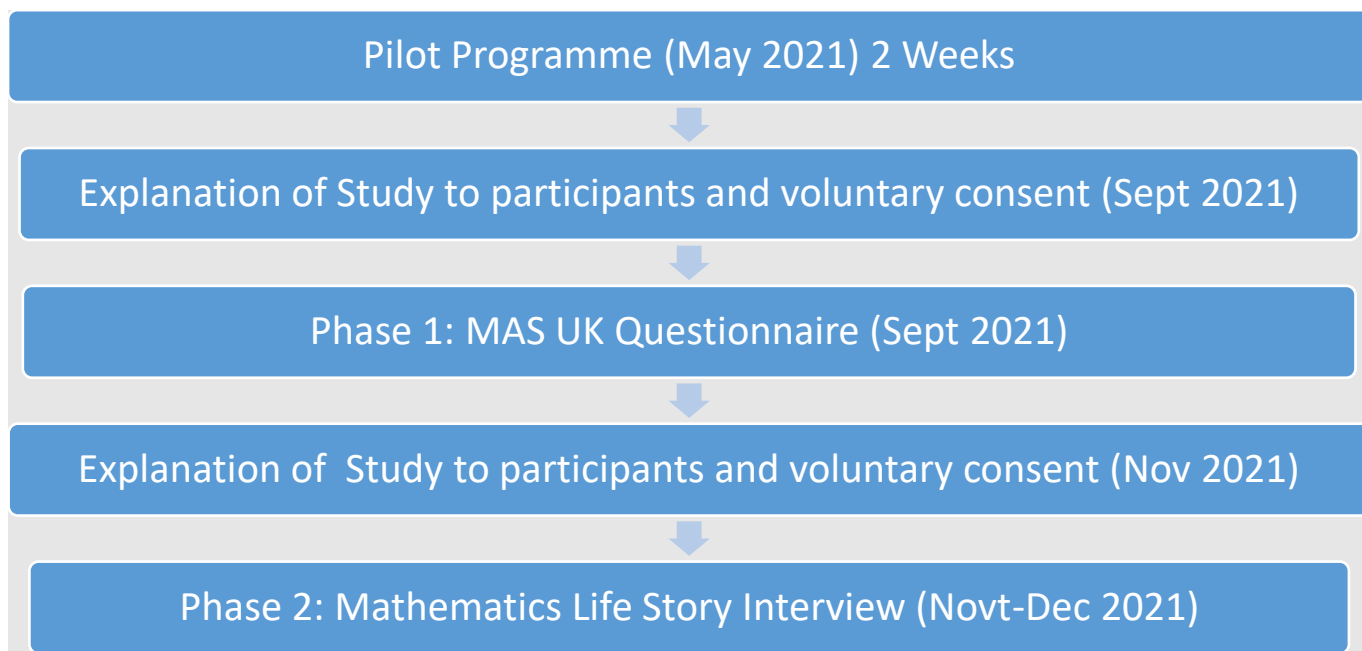 Pilot Programme (May 2021) 2 Weeks
Explanation of Study to participants and voluntary consent (Sept 2021)
Phase 1: MAS UK Questionnaire (Sept 2021)
Explanation of  Study to participants and voluntary consent (Nov 2021)
Phase 2: Mathematics Life Story Interview (Novt-Dec 2021)